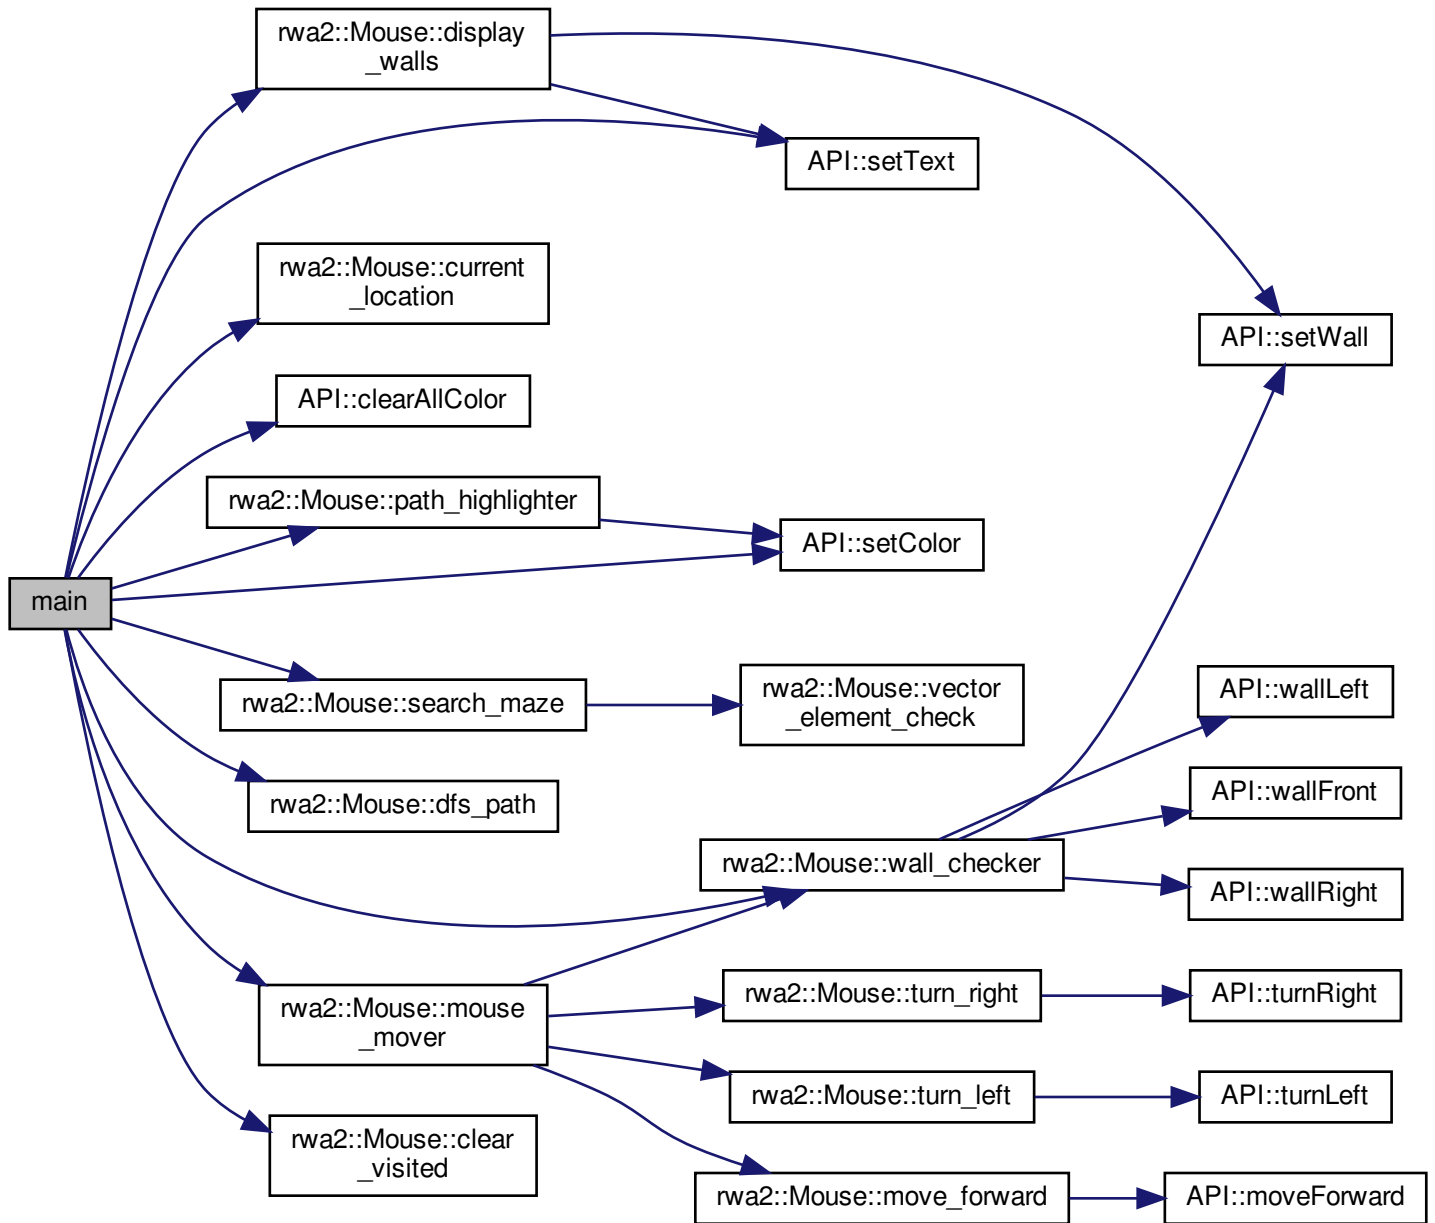 rwa2::Mouse::display
_walls
API::setText
rwa2::Mouse::current
_location
API::setWall
API::clearAllColor
rwa2::Mouse::path_highlighter
API::setColor
main
rwa2::Mouse::search_maze
rwa2::Mouse::vector
_element_check
API::wallLeft
rwa2::Mouse::dfs_path
API::wallFront
rwa2::Mouse::wall_checker
API::wallRight
rwa2::Mouse::mouse
_mover
rwa2::Mouse::turn_right
API::turnRight
rwa2::Mouse::turn_left
API::turnLeft
rwa2::Mouse::clear
_visited
rwa2::Mouse::move_forward
API::moveForward